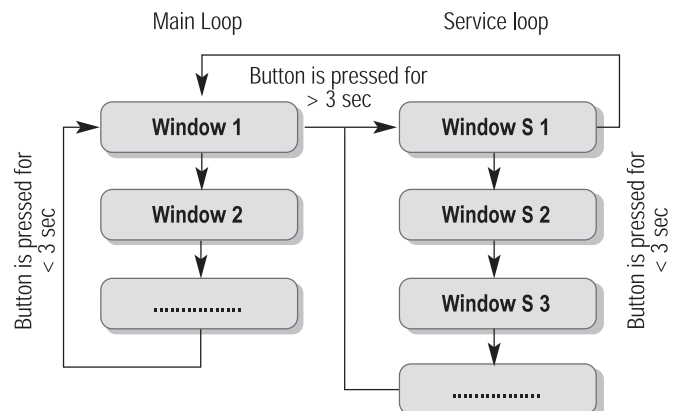 Main Loop
Service loop
Button is pressed for
> 3 sec
Window 1
Window S 1
Button is pressed for
< 3 sec
Window 2
Window S 2
Button is pressed for
< 3 sec
...............
Window S 3
...............